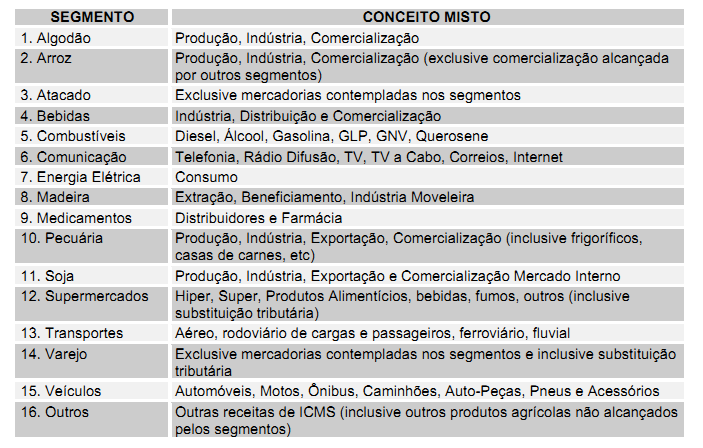 SEGMENTO CONCEITO MISTO
1. Algodão Produção, Indústria, Comercialização
2. Arroz Produção, Indústria, Comercialização (exclusive comercialização alcançada
por outros segmentos)
3. Atacado Exclusive mercadorias contempladas nos segmentos
4. Bebidas Indústria, Distribuição e Comercialização
5. Combustíveis Diesel, Álcool, Gasolina, GLP, GNV, Querosene
6. Comunicação Telefonia, Rádio Difusão, TV, TV a Cabo, Correios, Internet
7. Energia Elétrica Consumo
8. Madeira Extração, Beneficiamento, Indústria Moveleira
9. Medicamentos Distribuidores e Farmácia
10. Pecuária Produção, Indústria, Exportação, Comercialização (inclusive frigoríficos,
casas de carnes, etc)
11. Soja Produção, Indústria, Exportação e Comercialização Mercado Interno
12. Supermercados Hiper, Super, Produtos Alimentícios, bebidas, fumos, outros (inclusive
substituição tributária)
13. Transportes Aéreo, rodoviário de cargas e passageiros, ferroviário, fluvial
14. Varejo Exclusive mercadorias contempladas nos segmentos e inclusive substituição
tributária
15. Veículos Automóveis, Motos, Ônibus, Caminhões, Auto-Peças, Pneus e Acessórios
16. Outros Outras receitas de ICMS (inclusive outros produtos agrícolas não alcançados
pelos segmentos)